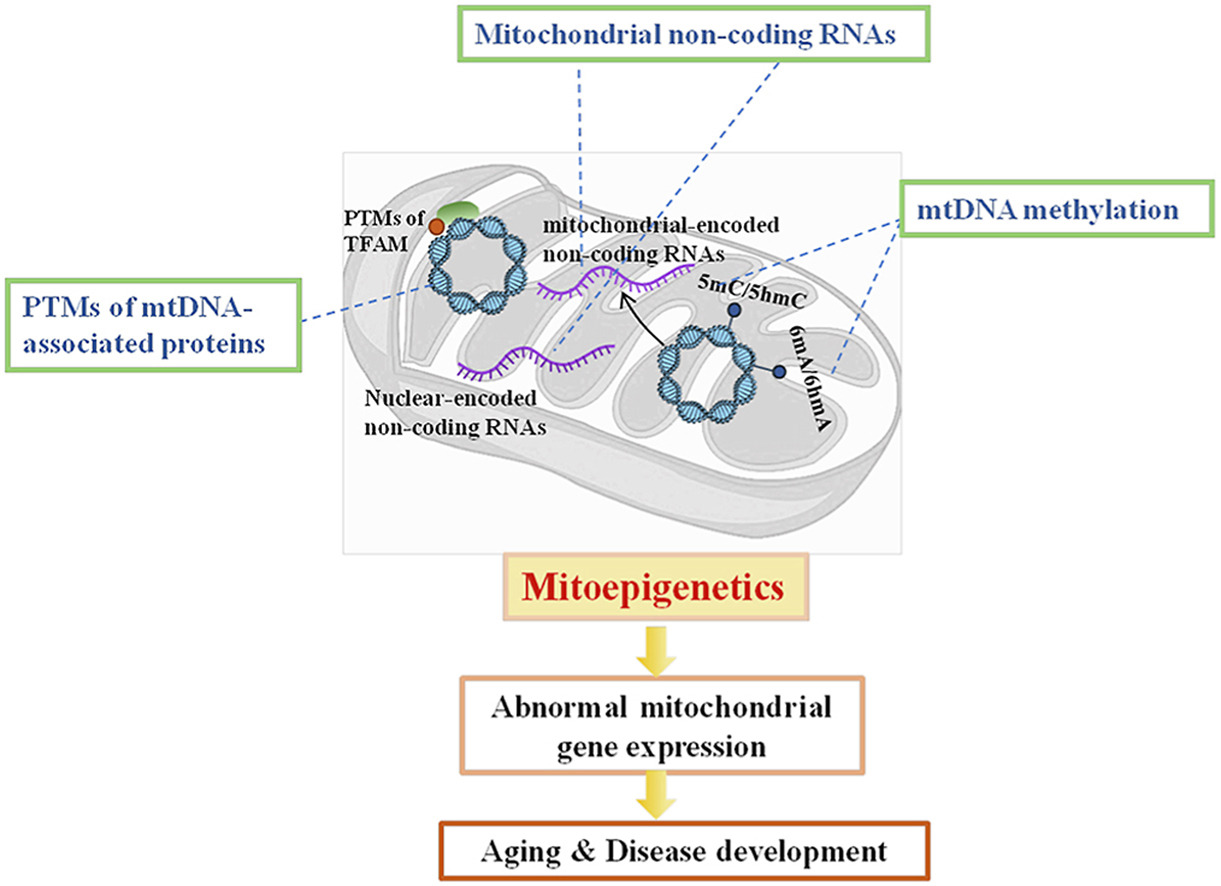 Mitochondrial non-coding RNAs
mtDNA methylation
PTMs of
TFAM
mitochondrial-encoded
non-coding RNAs
5mC/5hmC
6mA/6hmA
PTMs of mtDNA-
associated proteins
Nuclear-encoded
non-coding RNAs
Mitoepigenetics
Abnormal mitochondrial
gene expression
Aging & Disease development